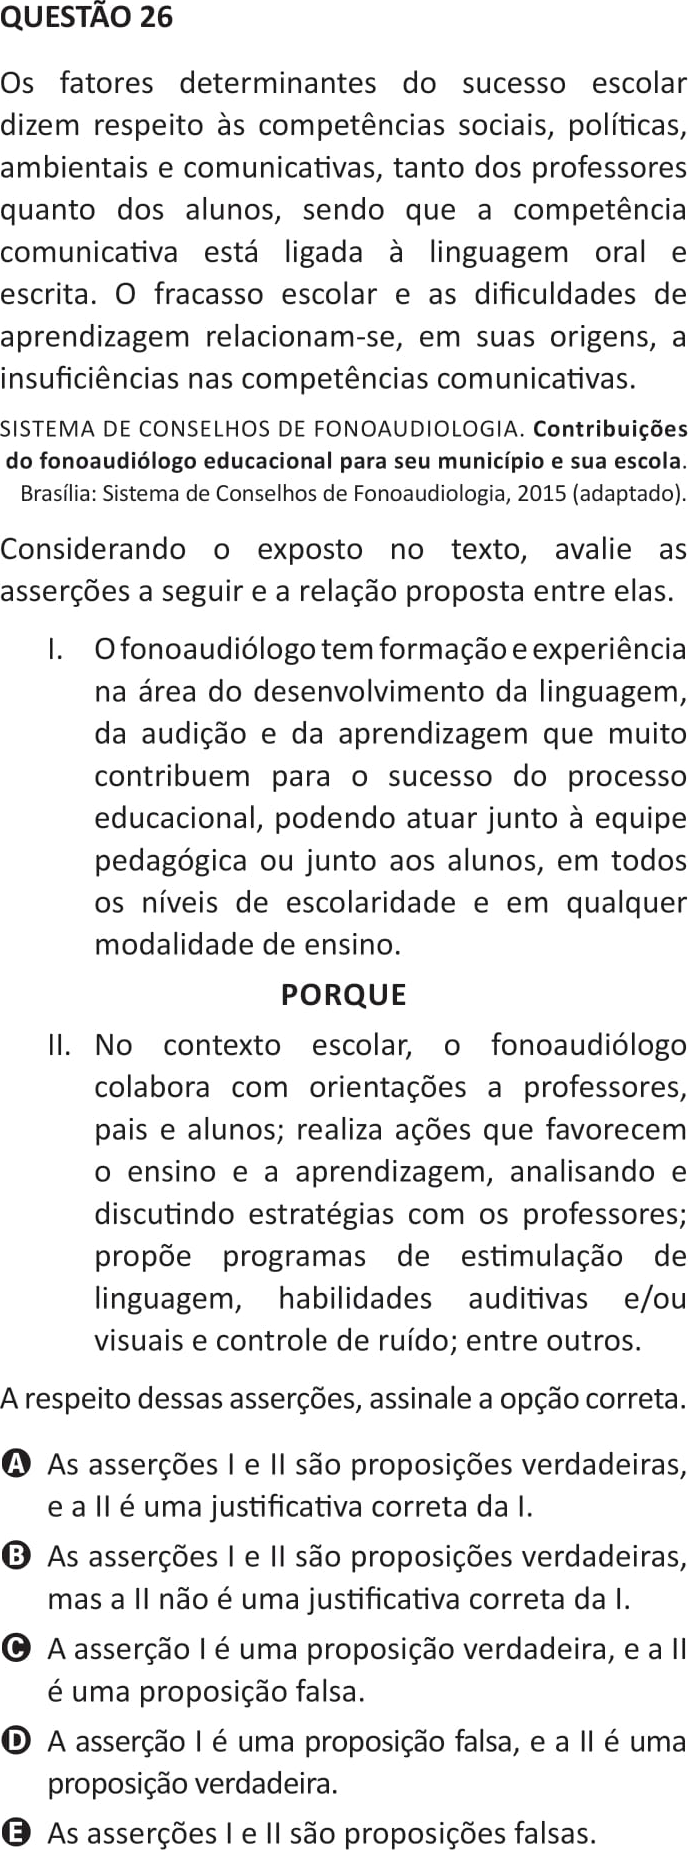 QUESTÃO 26
Os fatores determinantes do sucesso escolar
dizem respeito às competências sociais, políticas,
ambientais e comunicativas, tanto dos professores
quanto dos alunos, sendo que a competência
comunicativa está ligada à linguagem oral e
escrita. O fracasso escolar e as dificuldades de
aprendizagem relacionam-se, em suas origens, a
insuficiências nas competências comunicativas.
SISTEMA DE CONSELHOS DE FONOAUDIOLOGIA. Contribuições
do fonoaudiólogo educacional para seu município e sua escola.
Brasília: Sistema de Conselhos de Fonoaudiologia, 2015 (adaptado).
Considerando o exposto no texto, avalie as
asserções a seguir e a relação proposta entre elas.
I. O fonoaudiólogo tem formação e experiência
na área do desenvolvimento da linguagem,
da audição e da aprendizagem que muito
contribuem para o sucesso do processo
educacional, podendo atuar junto à equipe
pedagógica ou junto aos alunos, em todos
os níveis de escolaridade e em qualquer
modalidade de ensino.
PORQUE
II. No contexto escolar, o fonoaudiólogo
colabora com orientações a professores,
pais e alunos; realiza ações que favorecem
o ensino e a aprendizagem, analisando e
discutindo estratégias com os professores;
propõe programas de estimulação de
linguagem, habilidades auditivas e/ou
visuais e controle de ruído; entre outros.
A respeito dessas asserções, assinale a opção correta.
A As asserções I e II são proposições verdadeiras,
e a II é uma justificativa correta da I.
B As asserções I e II são proposições verdadeiras,
mas a II não é uma justificativa correta da I.
C A asserção I é uma proposição verdadeira, e a II
é uma proposição falsa.
D A asserção I é uma proposição falsa, e a II é uma
proposição verdadeira.
E As asserções I e II são proposições falsas.